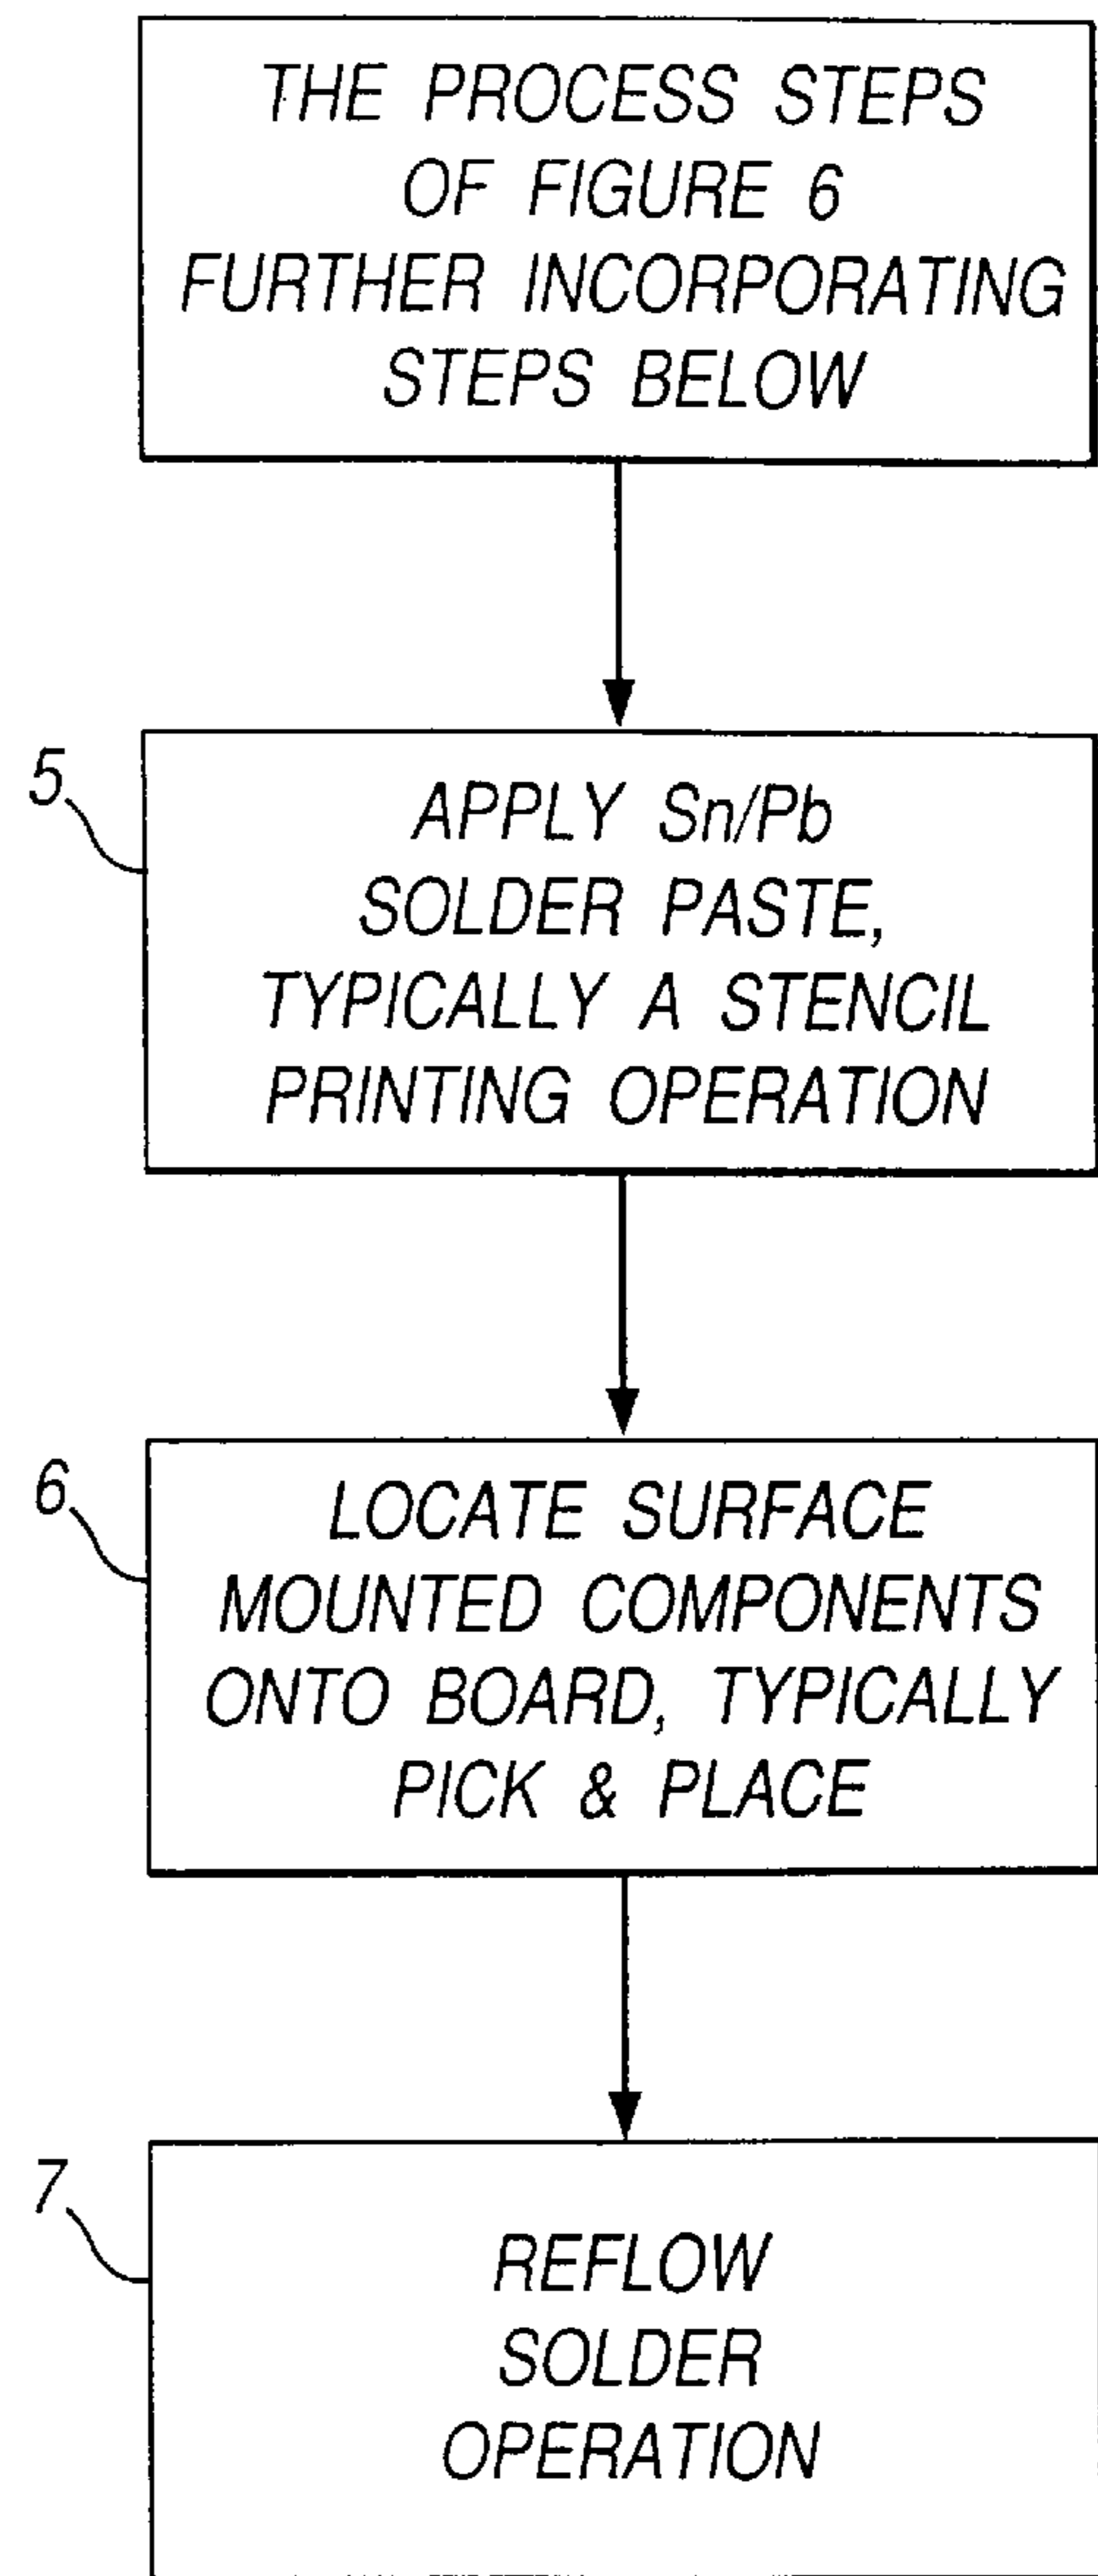 THE PROCESS STEPS
OF FIGURE 6
FURTHER INCORPORATING
STEPS BELOW
5
APPLY Sn/Pb
SOLDER PASTE,
TYPICALLY A STENCIL
PRINTING OPERATION
6
LOCATE SURFACE
MOUNTED COMPONENTS
ONTO BOARD, TYPICALLY
PICK & PLACE
7
REFLOW
SOLDER
OPERATION